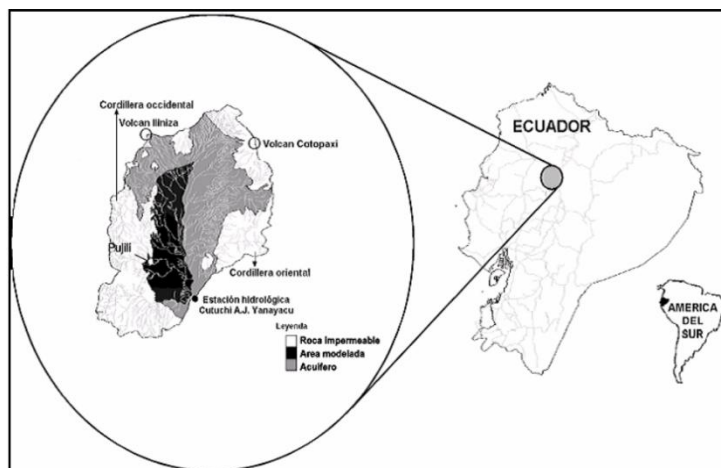 Cordillera occidental
Volcan Iliniza
Volcan Cotopaxi
Pujilí
Cordillera oriental
Estación hidrológica
Cutuchi A.J. Yanayacu
Leyenda
Roca impermeable
Area modelada
Acuifero
ECUADOR
AMERICA
DEL
SUR